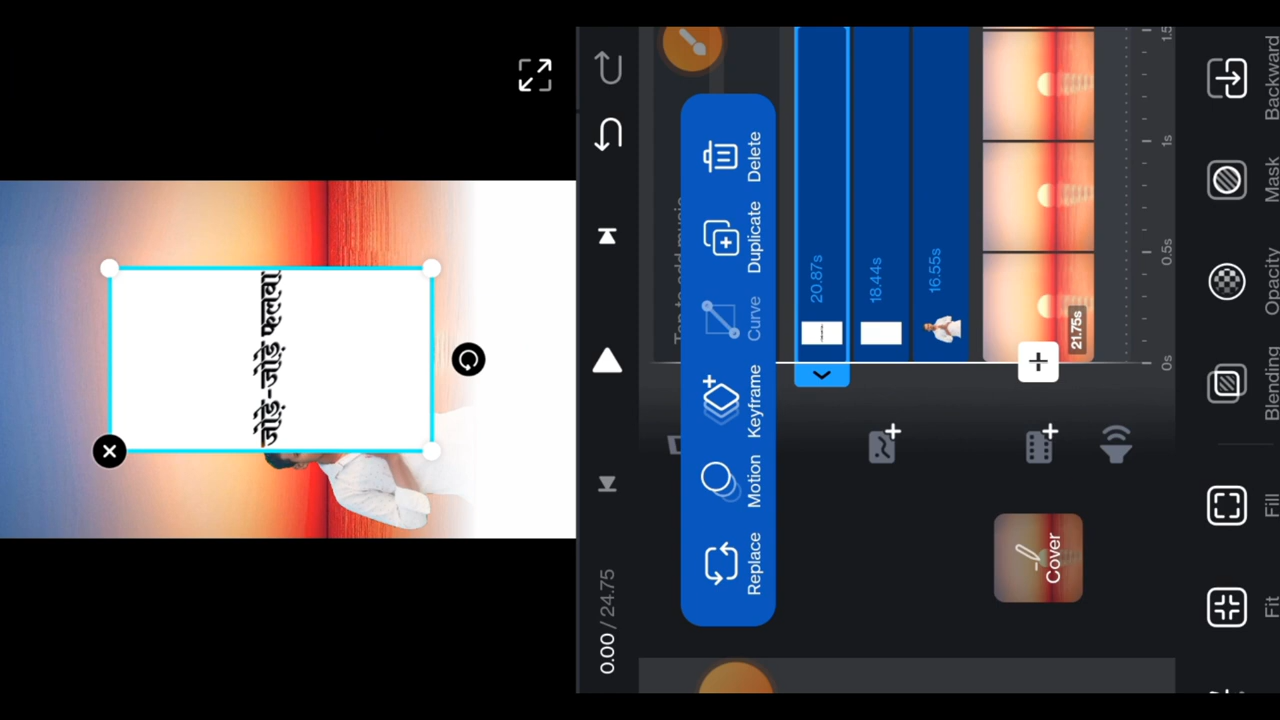 जोड़े-जोड़े फलवा
0.00 / 24.75
Replace
Motion
Keyframe
Curve
Duplicate
Delete
20.87s
18.44s
16.55s
21.75s
0s
0.5s
1s
1.5
Cover
Fit
Fill
Blending
Opacity
Mask
Backward